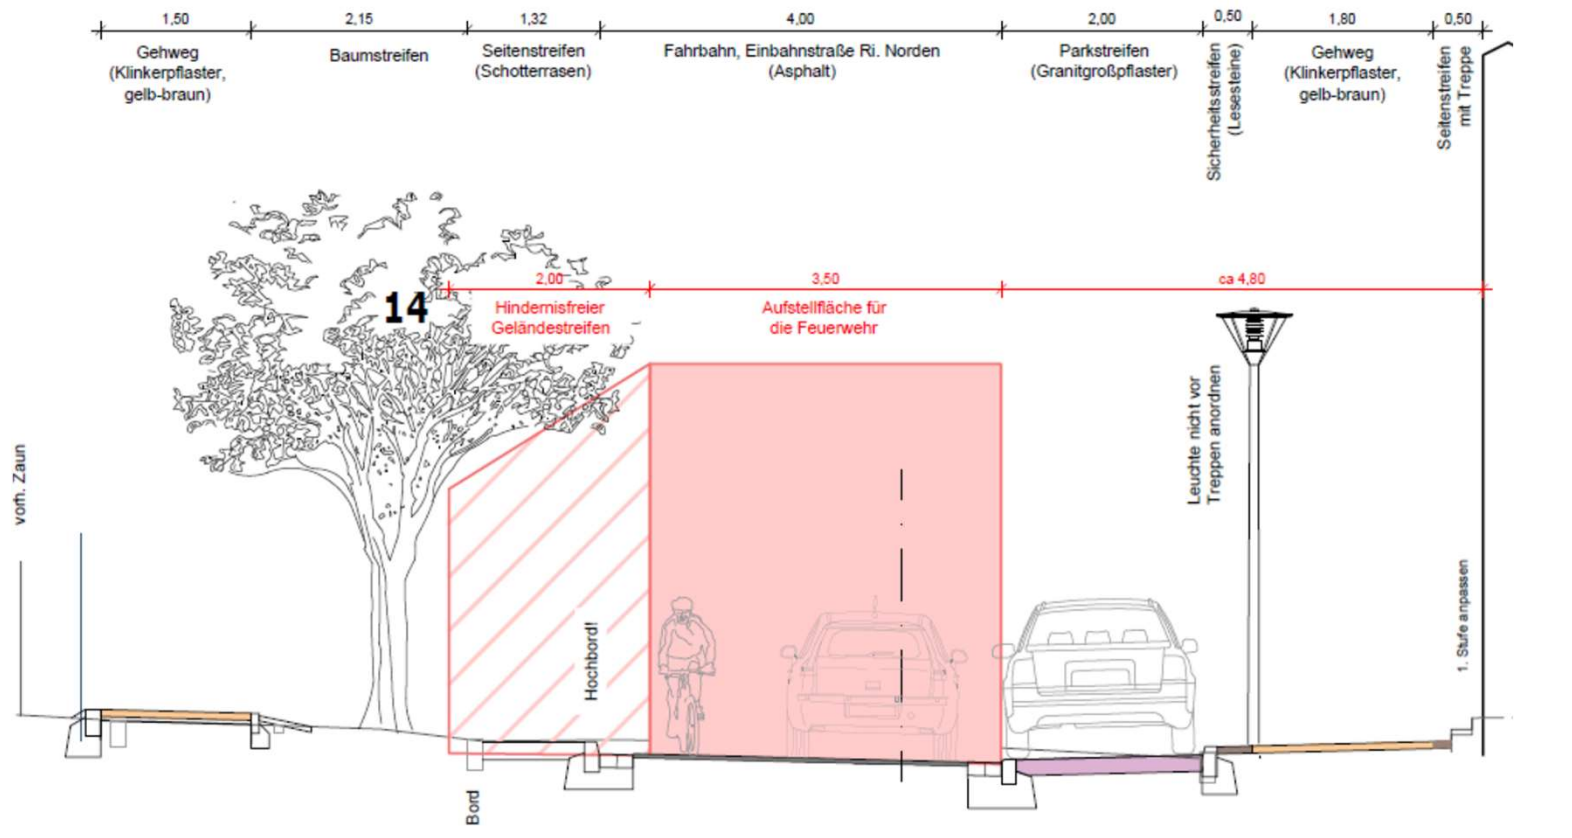 1,50
2,15
1,32
4,00
2,00
0,50
1,80
0,50
Gehweg
(Klinkerpflaster,
gelb-braun)
Baumstreifen
Seitenstreifen
(Schotterrasen)
Fahrbahn, Einbahnstraße Ri. Norden
(Asphalt)
Parkstreifen
(Granitgroßpflaster)
Sicherheitsstreifen
(Lesesteine)
Gehweg
(Klinkerpflaster,
gelb-braun)
Seitenstreifen
mit Treppe
2,00
3,50
ca 4,80
14
Hindernisfreier
Geländestreifen
Aufstellfläche für
die Feuerwehr
Leuchte nicht vor
Treppen anordnen
vorh. Zaun
Hochbord!
1. Stufe anpassen
Bord